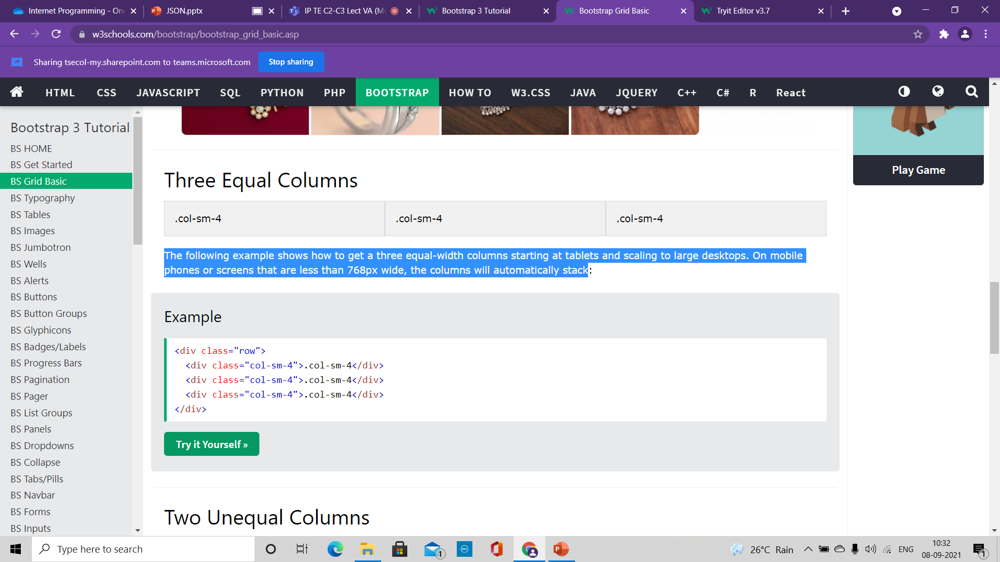 Internet Programming - On
JSON.pptx
IP TE C2-C3 Lect VA (M
Bootstrap 3 Tutorial
Bootstrap Grid Basic
Tryit Editor v3.7
w3schools.com/bootstrap/bootstrap_grid_basic.asp
Sharing tsecol-my.sharepoint.com to teams.microsoft.com
Stop sharing
HTML CSS JAVASCRIPT SQL PYTHON PHP BOOTSTRAP HOW TO W3.CSS JAVA JQUERY C++ C# R React
Bootstrap 3 Tutorial
BS HOME
BS Get Started
BS Grid Basic
BS Typography
BS Tables
BS Images
BS Jumbotron
BS Wells
BS Alerts
BS Buttons
BS Button Groups
BS Glyphicons
BS Badges/Labels
BS Progress Bars
BS Pagination
BS Pager
BS List Groups
BS Panels
BS Dropdowns
BS Collapse
BS Tabs/Pills
BS Navbar
BS Forms
BS Inputs
Three Equal Columns
.col-sm-4 .col-sm-4 .col-sm-4
The following example shows how to get a three equal-width columns starting at tablets and scaling to large desktops. On mobile
phones or screens that are less than 768px wide, the columns will automatically stack:
Example
<div class="row">
  <div class="col-sm-4">.col-sm-4</div>
  <div class="col-sm-4">.col-sm-4</div>
  <div class="col-sm-4">.col-sm-4</div>
</div>
Try it Yourself »
Two Unequal Columns
Play Game
Type here to search
1
26°C Rain
ENG
10:32
08-09-2021
1